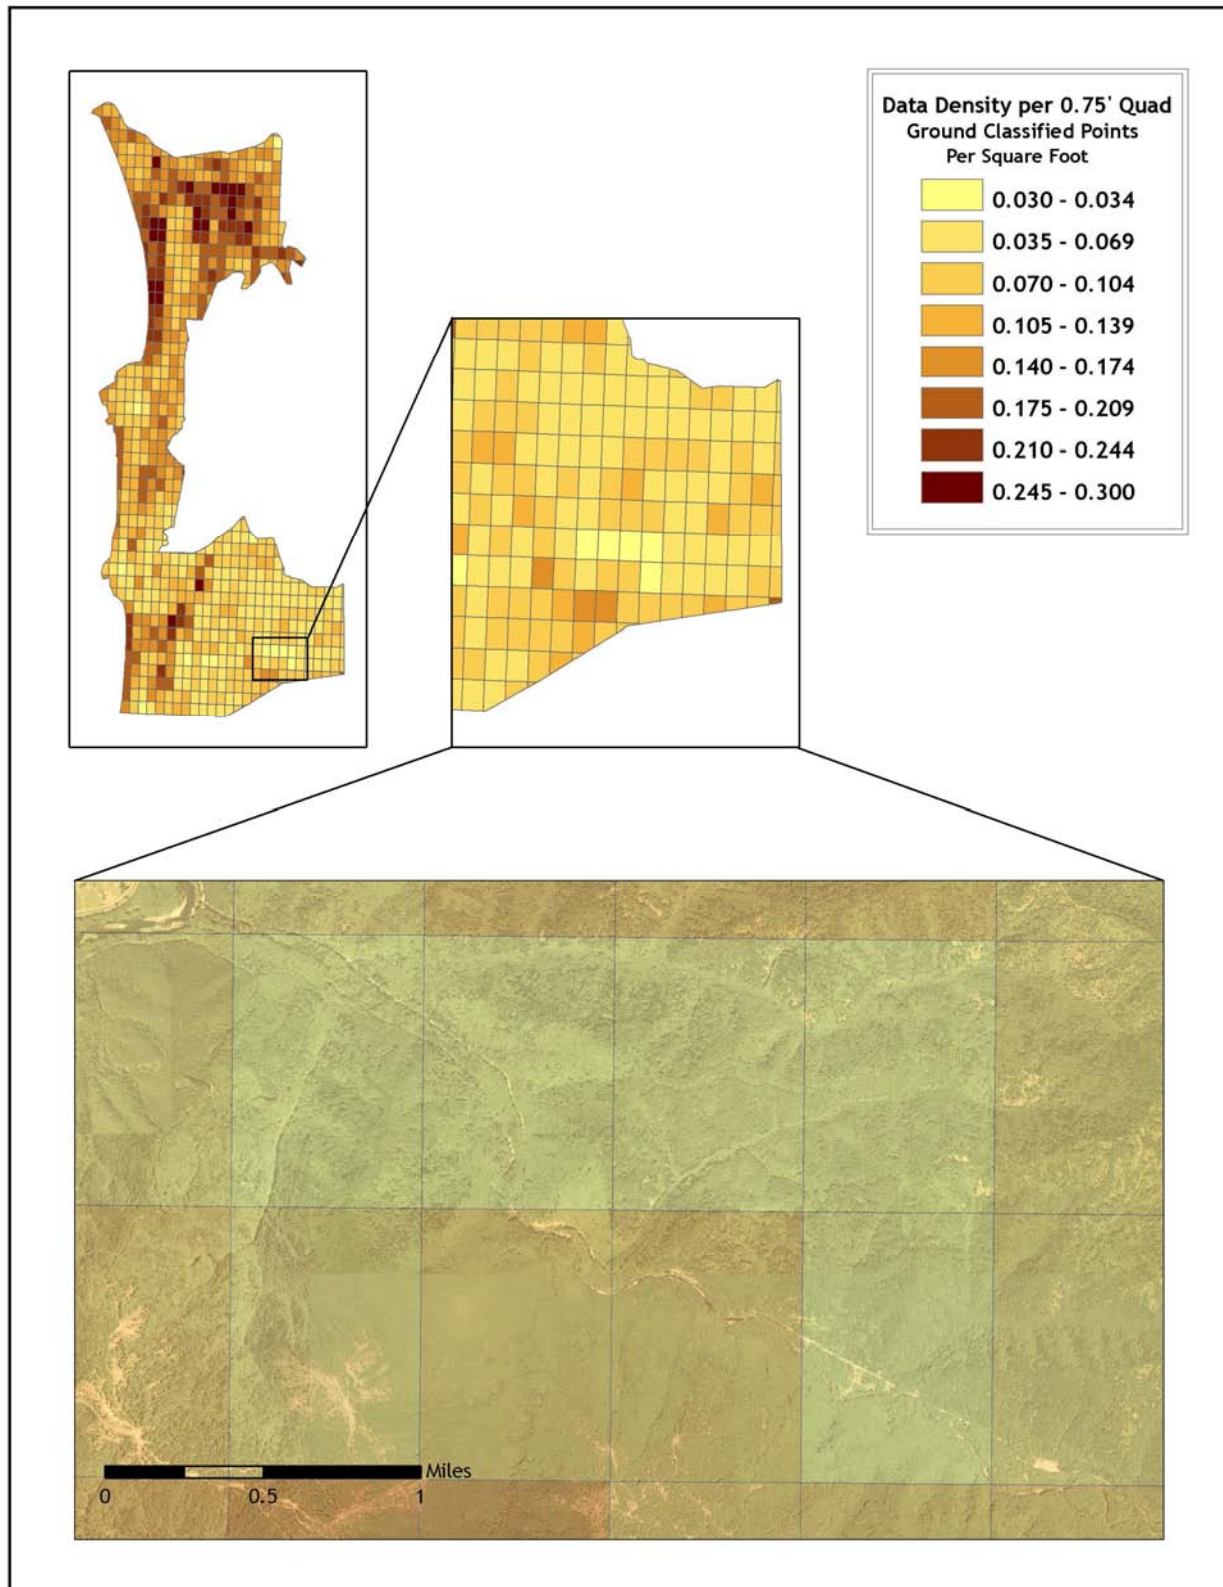 Data Density per 0.75' Quad
Ground Classified Points
Per Square Foot
0.030 - 0.034
0.035 - 0.069
0.070 - 0.104
0.105 - 0.139
0.140 - 0.174
0.175 - 0.209
0.210 - 0.244
0.245 - 0.300
Miles
0 0.5 1